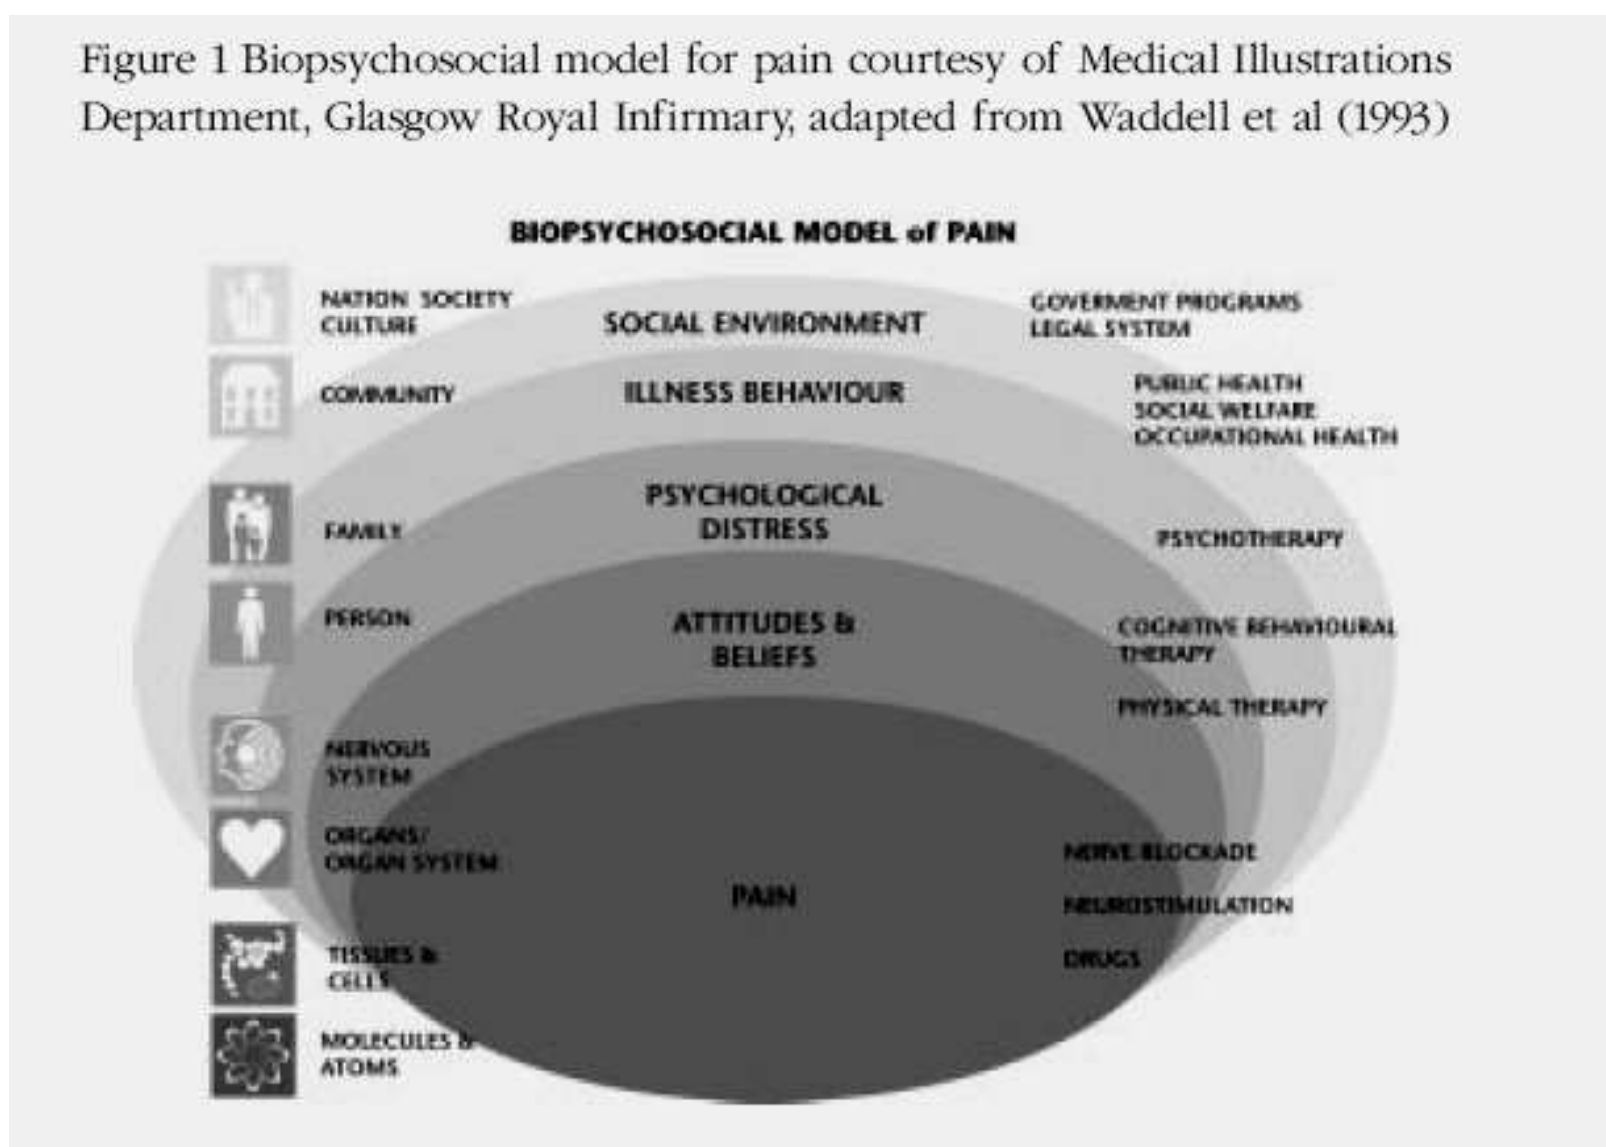 Figure 1 Biopsychosocial model for pain courtesy of Medical Illustrations
Department, Glasgow Royal Infirmary, adapted from Waddell et al (1993)
BIOPSYCHOSOCIAL MODEL of PAIN
NATION SOCIETY
CULTURE
SOCIAL ENVIRONMENT
GOVERMENT PROGRAMS
LEGAL SYSTEM
COMMUNITY
ILLNESS BEHAVIOUR
PUBLIC HEALTH
SOCIAL WELFARE
OCCUPATIONAL HEALTH
FAMILY
PSYCHOLOGICAL
DISTRESS
PSYCHOTHERAPY
PERSON
ATTITUDES &
BELIEFS
COGNITIVE BEHAVIOURAL
THERAPY
PHYSICAL THERAPY
NERVOUS
SYSTEM
ORGANS/
ORGAN SYSTEM
PAIN
NERVE BLOCKADE
NEUROSTIMULATION
DRUGS
TISSUES &
CELLS
MOLECULES &
ATOMS